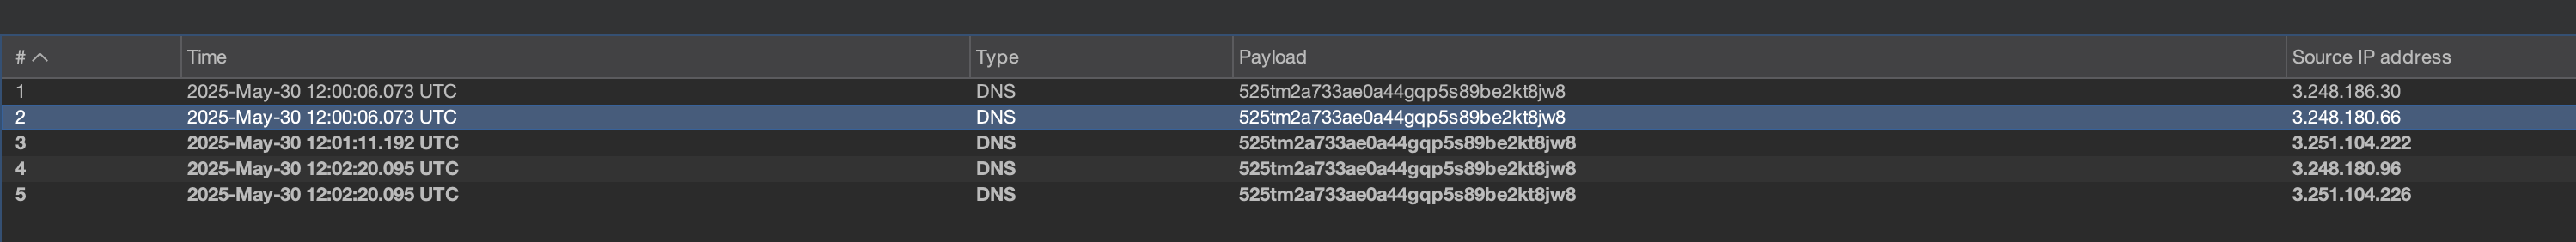 # Time Type Payload Source IP address
1 2025-May-30 12:00:06.073 UTC DNS 525tm2a733ae0a44gqp5s89be2kt8jw8 3.248.186.30
2 2025-May-30 12:00:06.073 UTC DNS 525tm2a733ae0a44gqp5s89be2kt8jw8 3.248.180.66
3 2025-May-30 12:01:11.192 UTC DNS 525tm2a733ae0a44gqp5s89be2kt8jw8 3.251.104.222
4 2025-May-30 12:02:20.095 UTC DNS 525tm2a733ae0a44gqp5s89be2kt8jw8 3.248.180.96
5 2025-May-30 12:02:20.095 UTC DNS 525tm2a733ae0a44gqp5s89be2kt8jw8 3.251.104.226